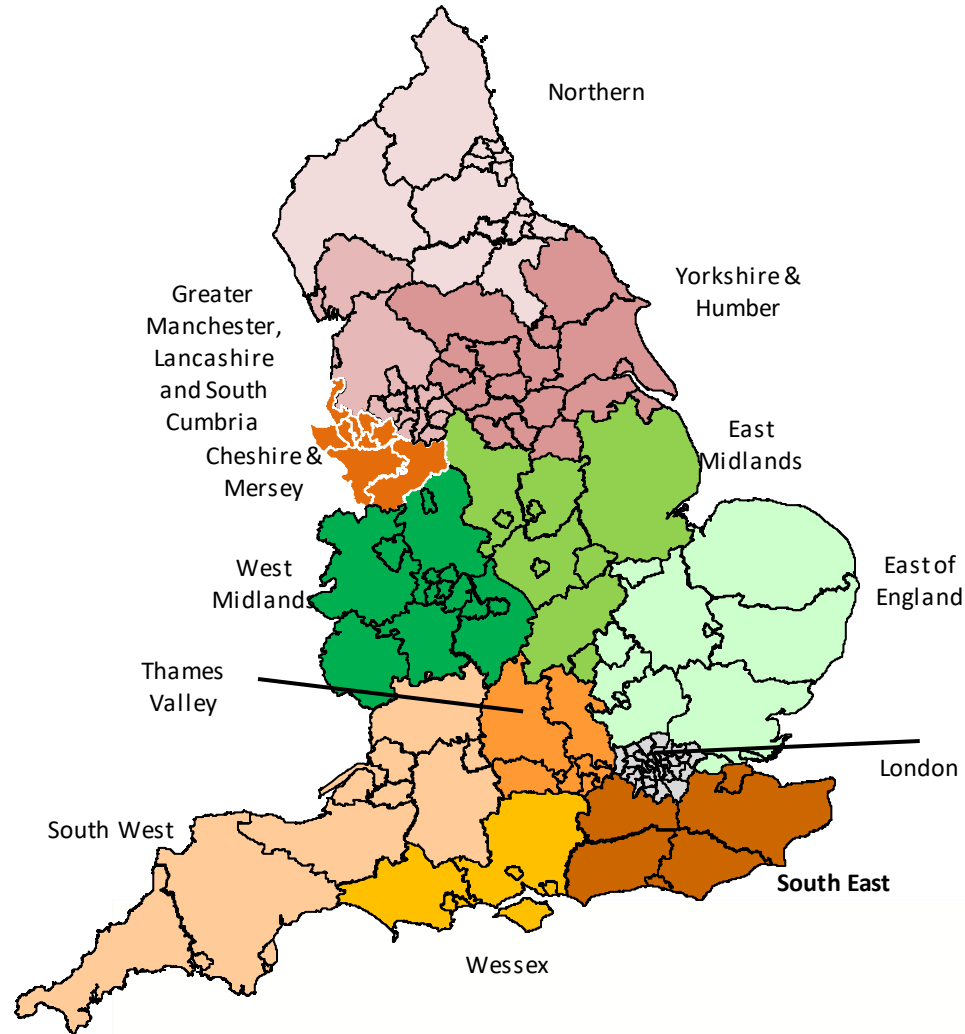 Northern
Yorkshire &
Humber
Greater
Manchester,
Lancashire
and South
Cumbria
Cheshire &
Mersey
East
Midlands
West
Midlands
East of
England
Thames
Valley
London
South West
South East
Wessex